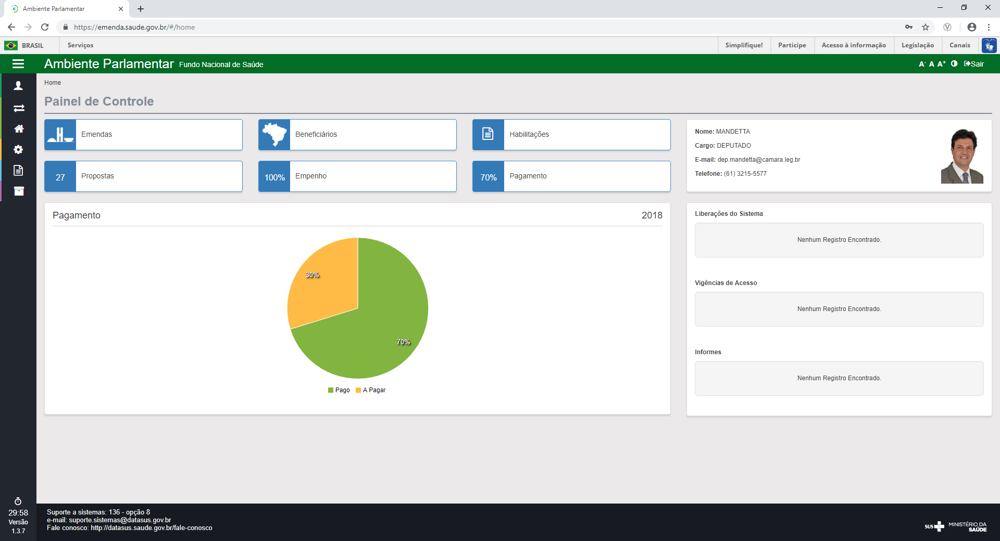 Ambiente Parlamentar
https://emenda.saude.gov.br/#/home
BRASIL
Serviços
Simplifique!
Participe
Acesso à informação
Legislação
Canais
Ambiente Parlamentar Fundo Nacional de Saúde
A- A A+ Sair
Home
Painel de Controle
Emendas
Beneficiários
Habilitações
27 Propostas
100% Empenho
70% Pagamento
Nome: MANDETTA
Cargo: DEPUTADO
E-mail: dep.mandetta@camara.leg.br
Telefone: (61) 3215-5577
Pagamento
2018
30%
70%
Pago
A Pagar
Liberações do Sistema
Nenhum Registro Encontrado.
Vigências de Acesso
Nenhum Registro Encontrado.
Informes
Nenhum Registro Encontrado.
29:58
Versão
1.3.7
Suporte a sistemas: 136 - opção 8
e-mail: suporte.sistemas@datasus.gov.br
Fale conosco: http://datasus.saude.gov.br/fale-conosco
SUS
MINISTÉRIO DA
SAÚDE